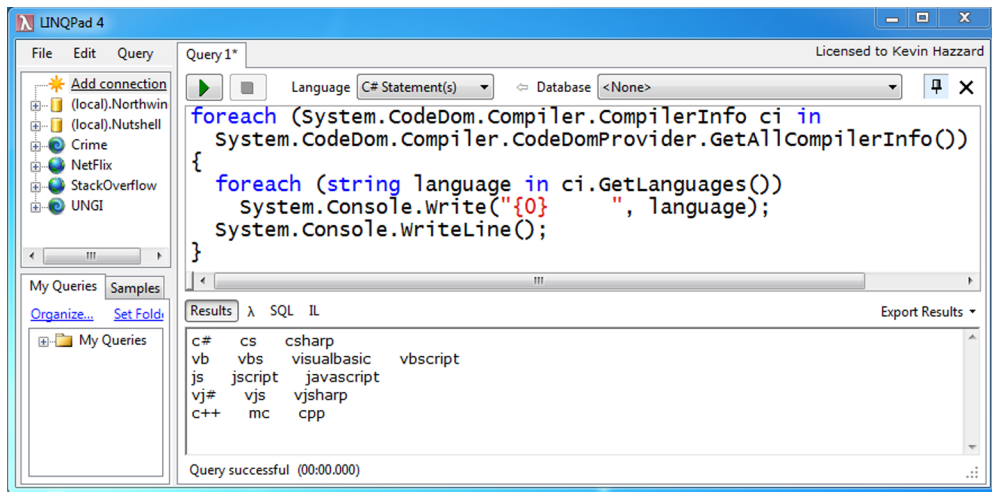 LINQPad 4
File Edit Query
Query 1*
Licensed to Kevin Hazzard
Add connection
(local).Northwin
(local).Nutshell
Crime
NetFlix
StackOverflow
UNGI
Language C# Statement(s) Database <None>
foreach (System.CodeDom.Compiler.CompilerInfo ci in
System.CodeDom.Compiler.CodeDomProvider.GetAllCompilerInfo())
{
foreach (string language in ci.GetLanguages())
System.Console.Write("{0}      ", language);
System.Console.WriteLine();
}
My Queries Samples
Organize... Set Folde
My Queries
Results λ SQL IL Export Results
c# cs csharp
vb vbs visualbasic vbscript
js jscript javascript
vj# vjs vjsharp
c++ mc cpp
Query successful (00:00.000)